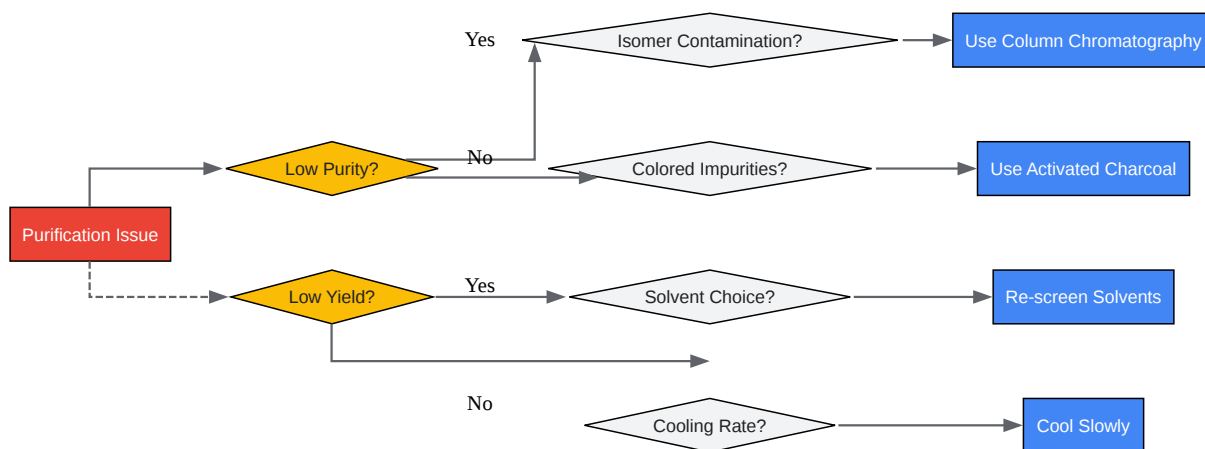 Yes
Isomer Contamination?
Use Column Chromatography
Low Purity?
No
Colored Impurities?
Use Activated Charcoal
Purification Issue
Low Yield?
Yes
Solvent Choice?
Re-screen Solvents
No
Cooling Rate?
Cool Slowly